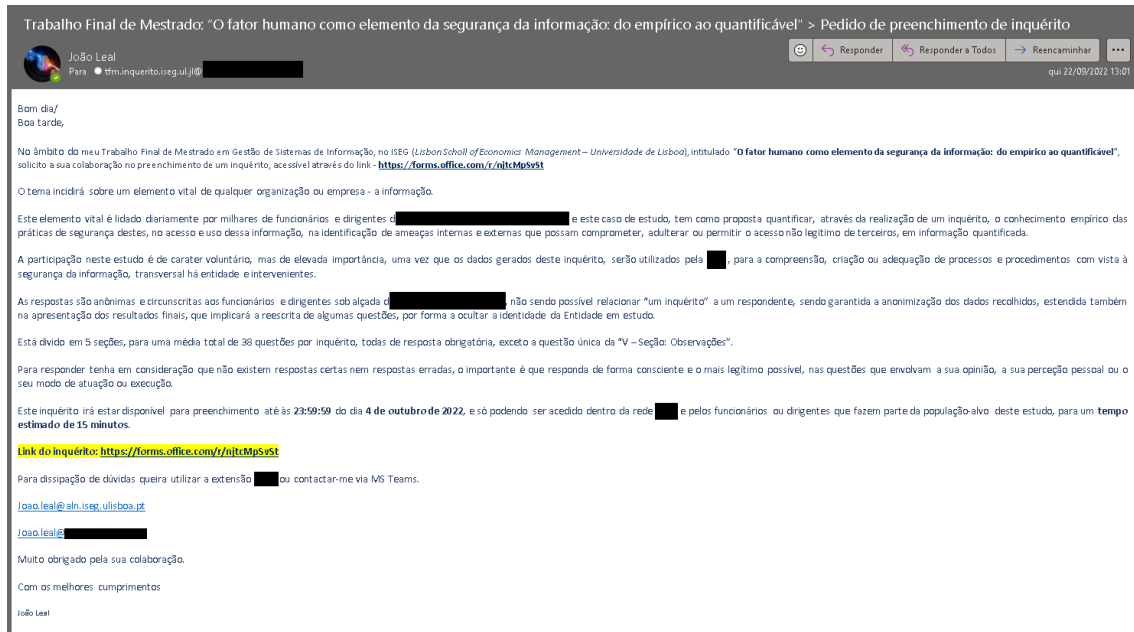 Trabalho Final de Mestrado: “O fator humano como elemento da segurança da informação: do empírico ao quantificável” > Pedido de preenchimento de inquérito
João Leal
Responder
Responder a Todos
Reencaminhar
Para tfm.inquerito.iseg.ul.jl@
qui 22/09/2022 13:01
Bom dia/
Boa tarde,
No âmbito do meu Trabalho Final de Mestrado em Gestão de Sistemas de Informação, no ISEG (Lisbon Scholl of Economics Management – Universidade de Lisboa), intitulado “O fator humano como elemento da segurança da informação: do empírico ao quantificável”,
solicito a sua colaboração no preenchimento de um inquérito, acessível através do link - https://forms.office.com/r/njtcMpSvSt
O tema incidirá sobre um elemento vital de qualquer organização ou empresa - a informação.
Este elemento vital é lidado diariamente por milhares de funcionários e dirigentes d e este caso de estudo, tem como proposta quantificar, através da realização de um inquérito, o conhecimento empírico das
práticas de segurança destes, no acesso e uso dessa informação, na identificação de ameaças internas e externas que possam comprometer, adulterar ou permitir o acesso não legitimo de terceiros, em informação quantificada.
A participação neste estudo é de carater voluntário, mas de elevada importância, uma vez que os dados gerados deste inquérito, serão utilizados pela , para a compreensão, criação ou adequação de processos e procedimentos com vista à
segurança da informação, transversal há entidade e intervenientes.
As respostas são anônimas e circunscritas aos funcionários e dirigentes sob alçada d , não sendo possível relacionar “um inquérito” a um respondente, sendo garantida a anonimização dos dados recolhidos, estendida também
na apresentação dos resultados finais, que implicará a reescrita de algumas questões, por forma a ocultar a identidade da Entidade em estudo.
Está divido em 5 seções, para uma média total de 38 questões por inquérito, todas de resposta obrigatória, exceto a questão única da “V – Seção: Observações”.
Para responder tenha em consideração que não existem respostas certas nem respostas erradas, o importante é que responda de forma consciente e o mais legítimo possível, nas questões que envolvam a sua opinião, a sua perceção pessoal ou o
seu modo de atuação ou execução.
Este inquérito irá estar disponível para preenchimento até às 23:59:59 do dia 4 de outubro de 2022, e só podendo ser acedido dentro da rede e pelos funcionários ou dirigentes que fazem parte da população-alvo deste estudo, para um tempo
estimado de 15 minutos.
Link do inquérito: https://forms.office.com/r/njtcMpSvSt
Para dissipação de dúvidas queira utilizar a extensão ou contactar-me via MS Teams.
Joao.leal@aln.iseg.ulisboa.pt
Joao.leal@
Muito obrigado pela sua colaboração.
Com os melhores cumprimentos
João Leal